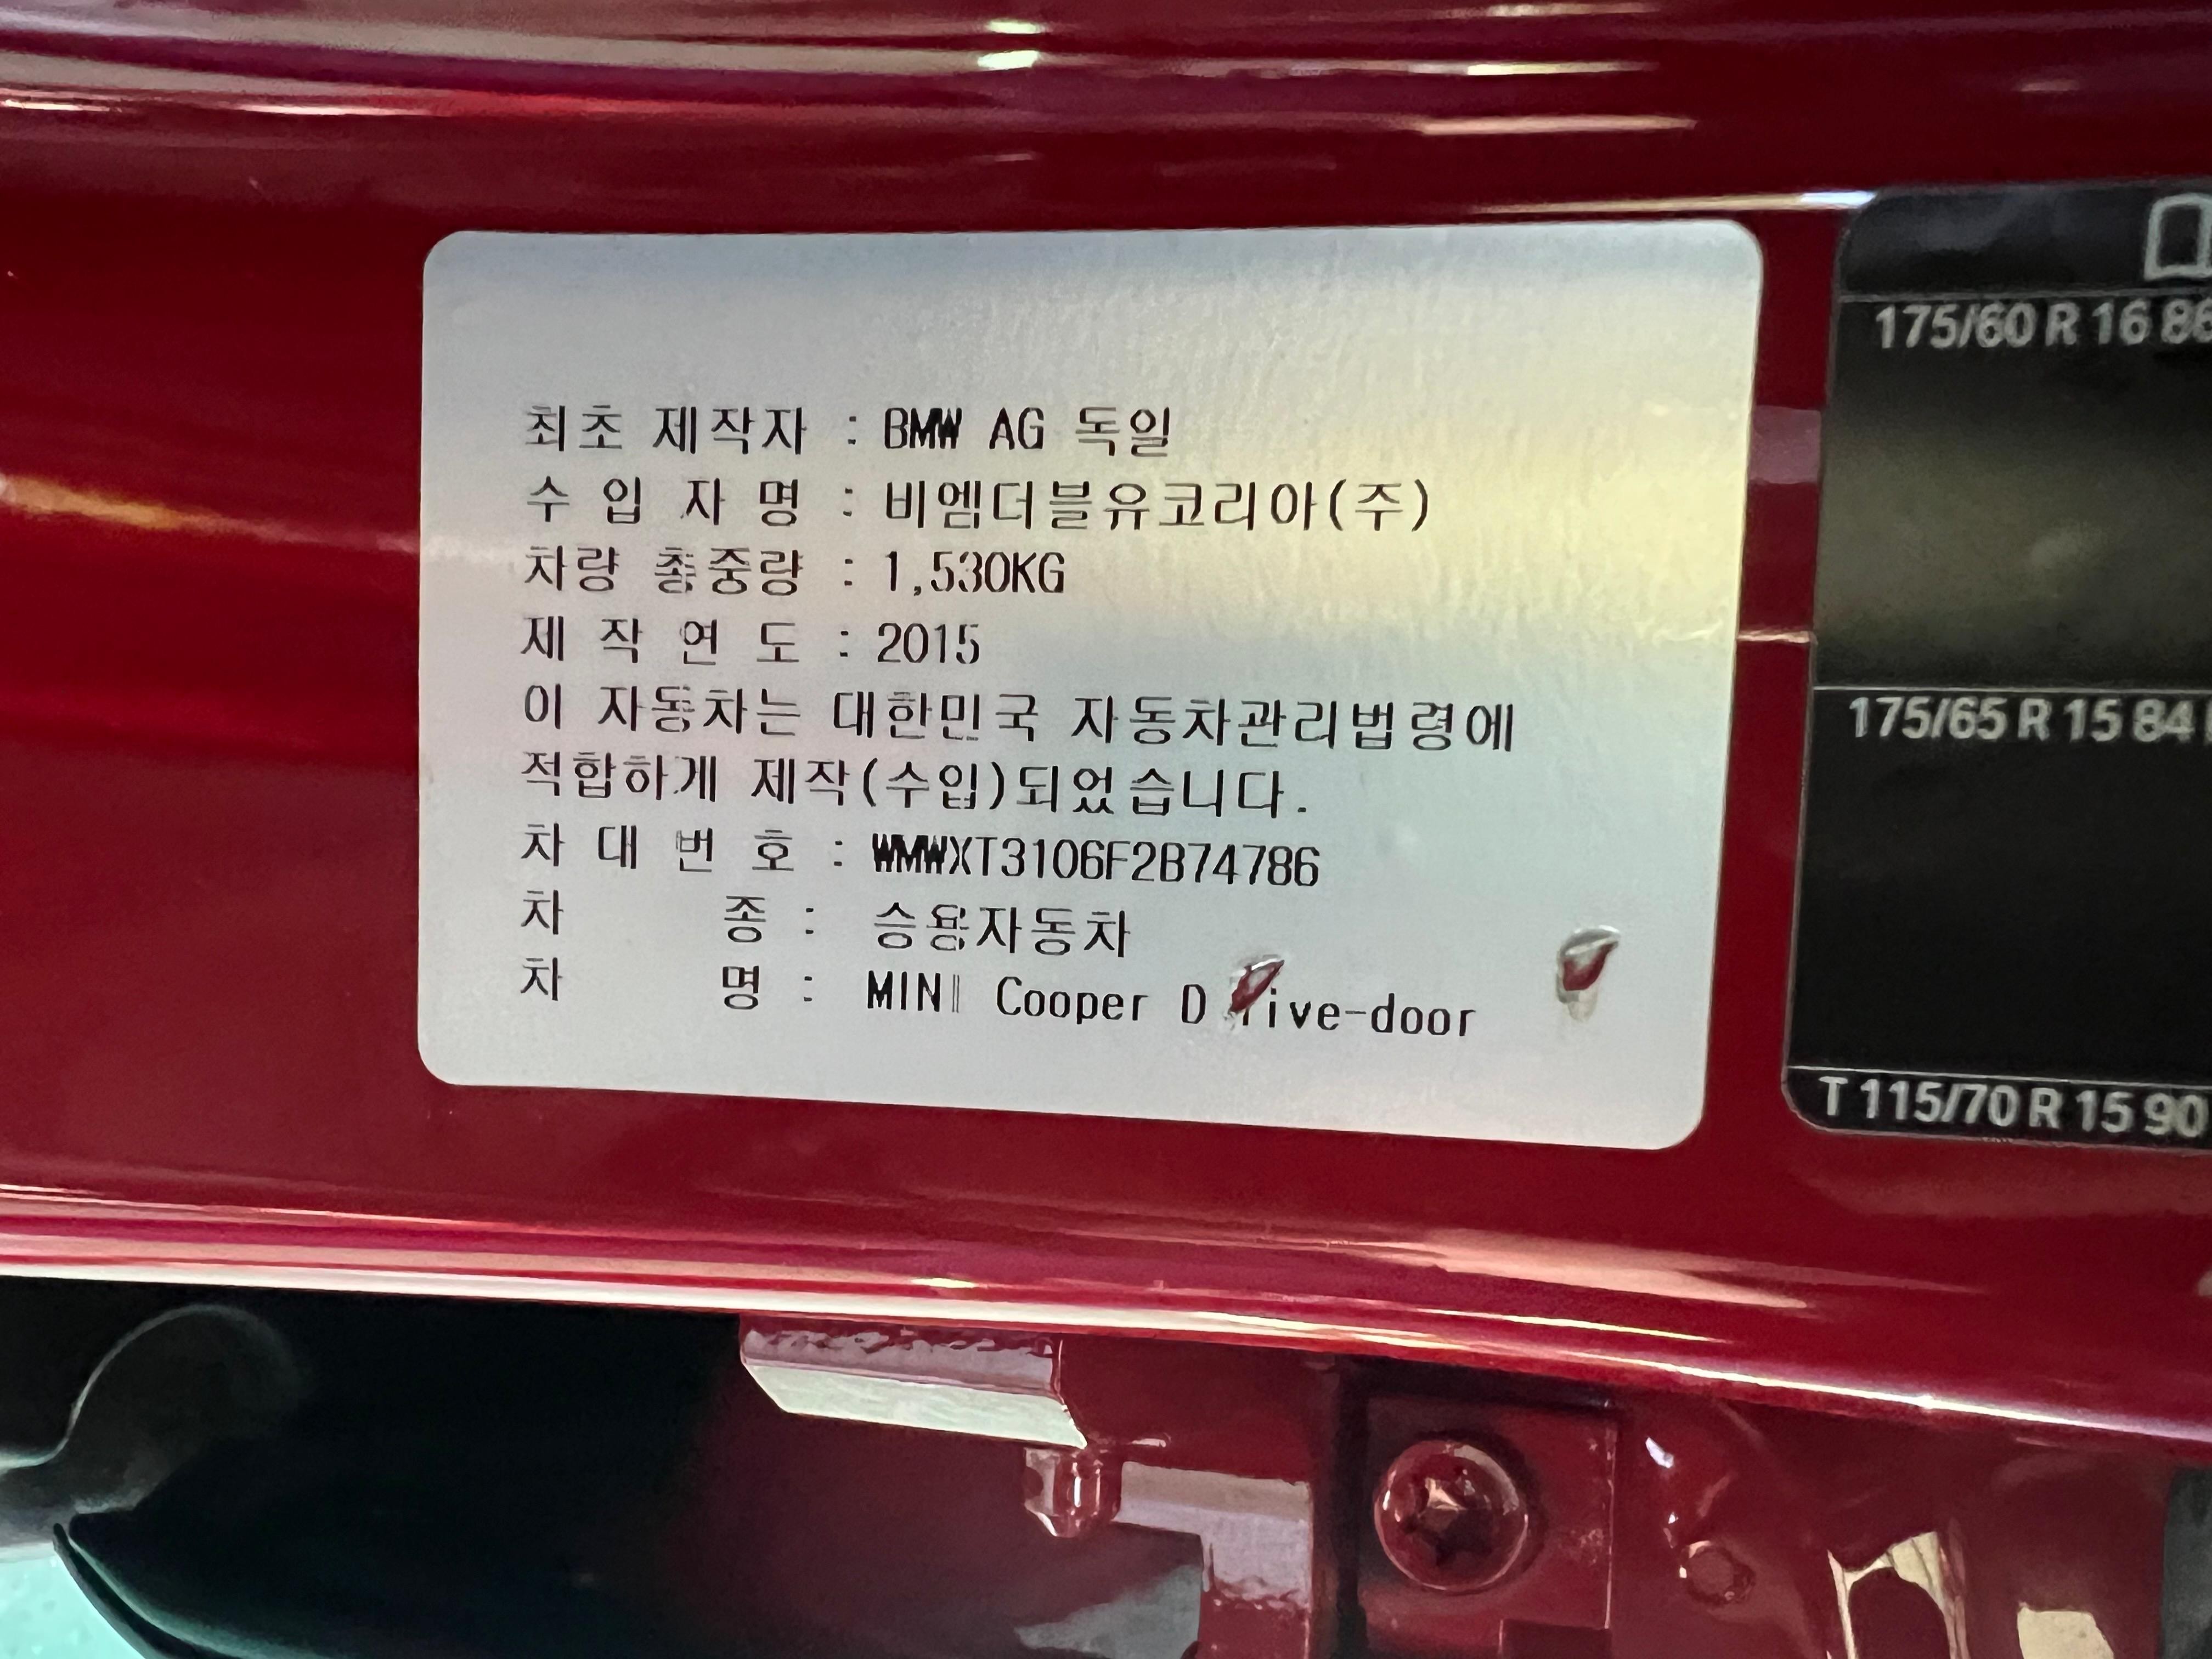 최초 제작자 : BMW AG 독일
수 입 자 명 : 비엠더블유코리아(주)
차량 총중량 : 1,530KG
제 작 연 도 : 2015
이 자동차는 대한민국 자동차관리법령에
적합하게 제작(수입)되었습니다.
차 대 번 호 : WMWXT3106F2B74786
차 종 : 승용자동차
차 명 : MINI Cooper D five-door
175/60 R 16 86
175/65 R 15 84
T 115/70 R 15 90